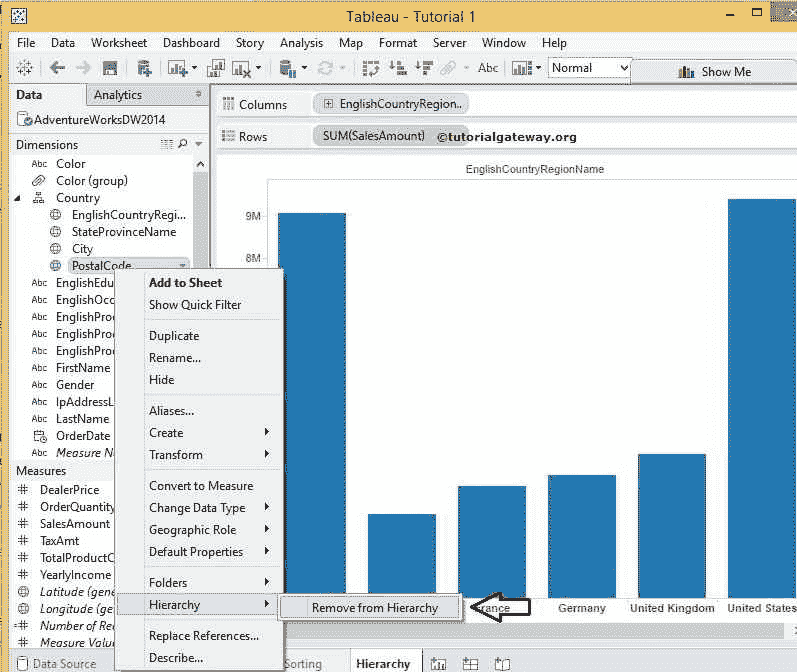 Tableau - Tutorial 1
File Data Worksheet Dashboard Story Analysis Map Format Server Window Help
Abc Normal Show Me
Data Analytics
AdventureWorksDW2014
Dimensions
Abc Color
Color (group)
Country
EnglishCountryRegi...
StateProvinceName
City
PostalCode
Abc EnglishEdu
Abc EnglishOcc
Abc EnglishPro
Abc EnglishPro
Abc EnglishPro
Abc FirstName
Abc Gender
Abc IpAddressL
Abc LastName
OrderDate
Abc Measure N
Measures
DealerPrice
OrderQuantity
SalesAmount
TaxAmt
TotalProductC
YearlyIncome
Latitude (gene
Longitude (ge
Number of Re
Measure Value
Columns EnglishCountryRegion..
Rows SUM(SalesAmount) ©tutorialgateway.org
EnglishCountryRegionName
9M
8M
Add to Sheet
Show Quick Filter
Duplicate
Rename...
Hide
Aliases...
Create
Transform
Convert to Measure
Change Data Type
Geographic Role
Default Properties
Folders
Hierarchy
Remove from Hierarchy
Replace References...
Describe...
France Germany United Kingdom United States
Data Source Sorting Hierarchy